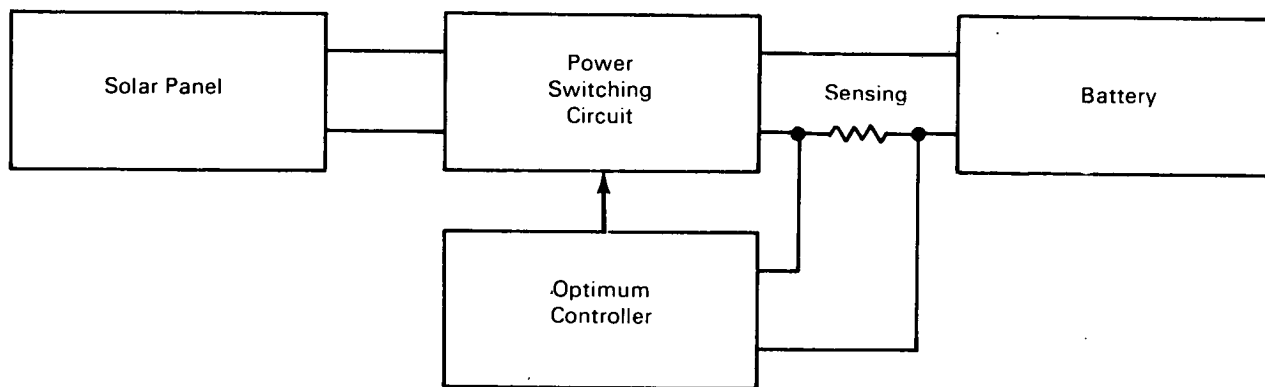 Solar Panel
Power
Switching
Circuit
Sensing
Battery
Optimum
Controller